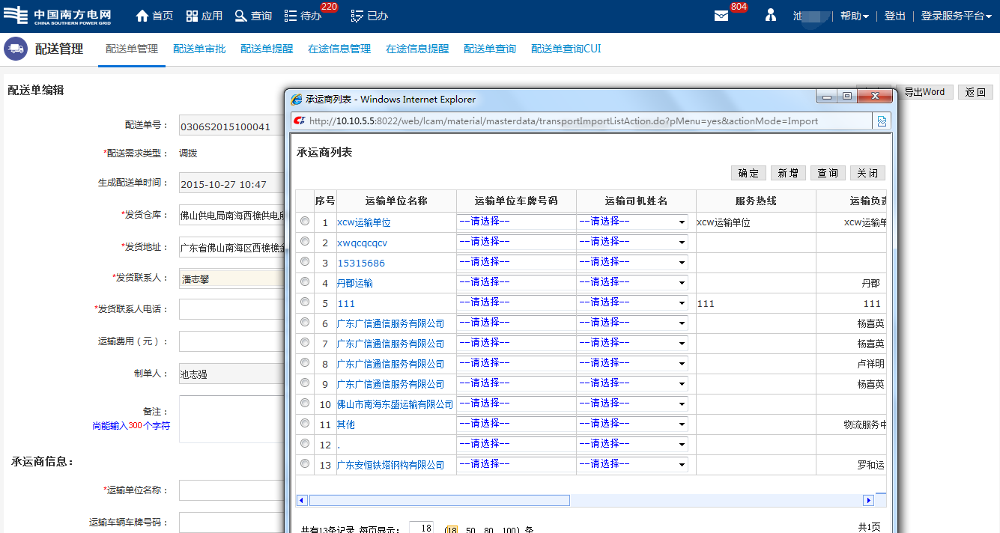 中国南方电网 首页 应用 查询 待办 220 已办 804 池 帮助 登出 登录服务平台
CHINA SOUTHERN POWER GRID
配送管理 配送单管理 配送单审批 配送单提醒 在途信息管理 在途信息提醒 配送单查询 配送单查询CUI
配送单编辑
导出Word 返 回
配送单号：
0306S2015100041
*配送需求类型： 调拨
生成配送单时间： 2015-10-27 10:47
*发货仓库： 佛山供电局南海西樵供电所
*发货地址： 广东省佛山南海区西樵樵金
*发货联系人： 潘志攀
*发货联系人电话：
运输费用（元）：
制单人： 池志强
备注：
尚能输入300个字符
承运商信息：
*运输单位名称：
运输车辆车牌号码：
承运商列表 - Windows Internet Explorer
http://10.10.5.5:8022/web/lcam/material/masterdata/transportImportListAction.do?pMenu=yes&actionMode=Import
承运商列表
确 定 新 增 查 询 关 闭
序号 运输单位名称 运输单位车牌号码 运输司机姓名 服务热线 运输负责
1 xcw运输单位 --请选择-- --请选择-- xcw运输单位 xcw运输单
2 xwqcqcqcv --请选择-- --请选择--
3 15315686 --请选择-- --请选择--
4 丹郡运输 --请选择-- --请选择-- 丹郡
5 111 --请选择-- --请选择-- 111 111
6 广东广信通信服务有限公司 --请选择-- --请选择-- 杨喜英
7 广东广信通信服务有限公司 --请选择-- --请选择-- 杨喜英
8 广东广信通信服务有限公司 --请选择-- --请选择-- 卢祥明
9 广东广信通信服务有限公司 --请选择-- --请选择-- 杨喜英
10 佛山市南海东盛运输有限公司 --请选择-- --请选择--
11 其他 --请选择-- --请选择-- 物流服务中
12 . --请选择-- --请选择--
13 广东安恒铁塔钢构有限公司 --请选择-- --请选择-- 罗和运
共有13条记录 每页显示： 18 (18 50 80 100) 条 共1页